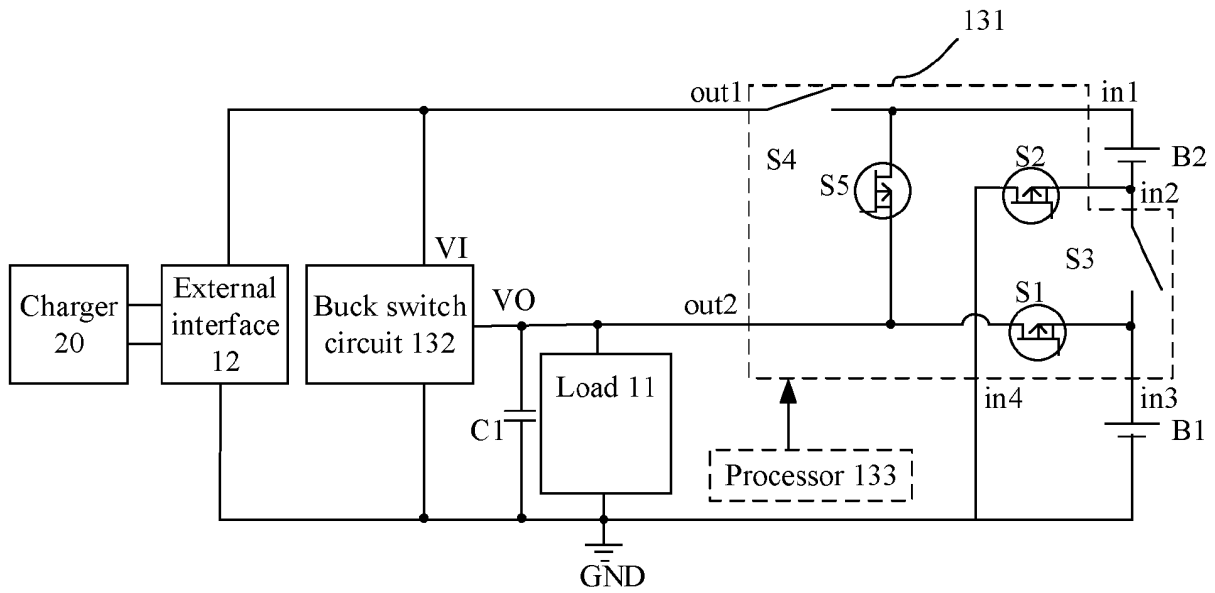 131
out1
in1
S4
S2
B2
S5
in2
S3
VI
Charger
20
External
interface
12
Buck switch
circuit 132
VO
out2
S1
Load 11
C1
in4
in3
B1
Processor 133
GND